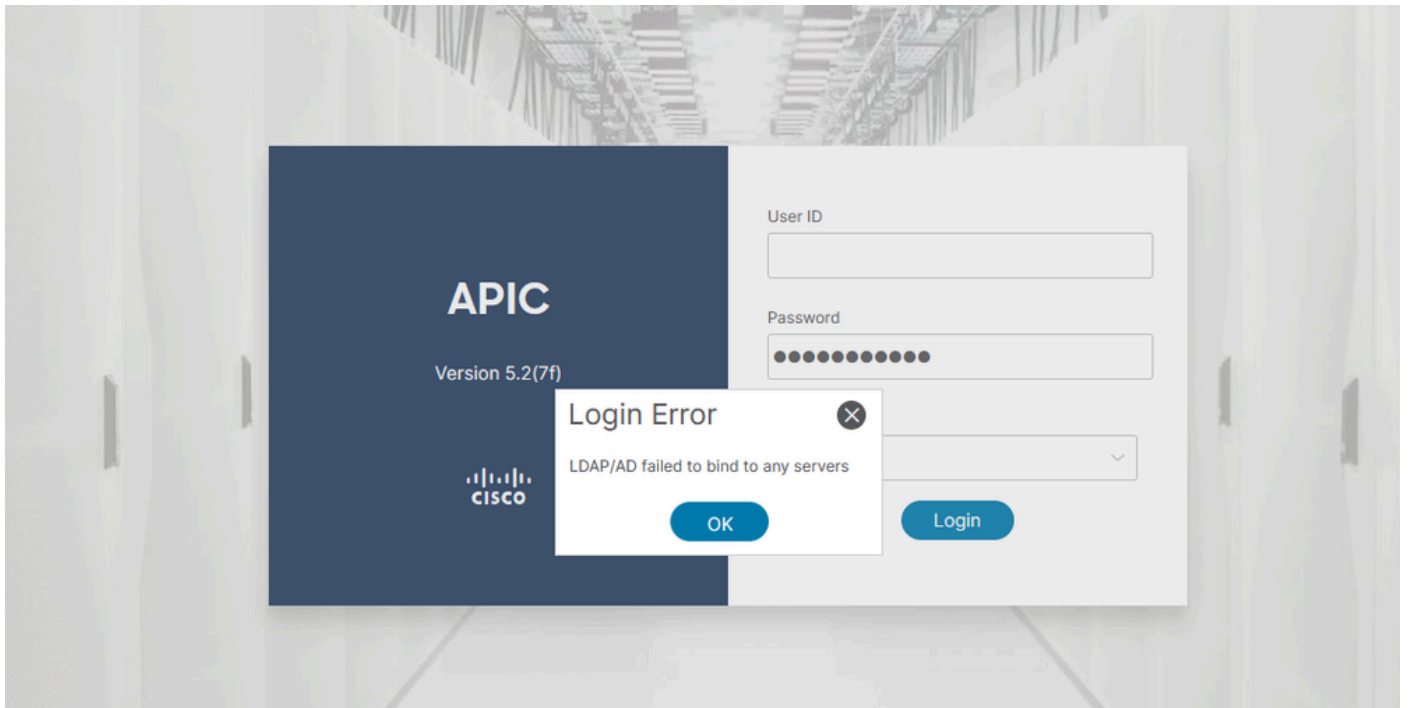 User ID
APIC
Password
●●●●●●●●●●●
Version 5.2(7f)
Login Error
LDAP/AD failed to bind to any servers
CISCO
OK
Login